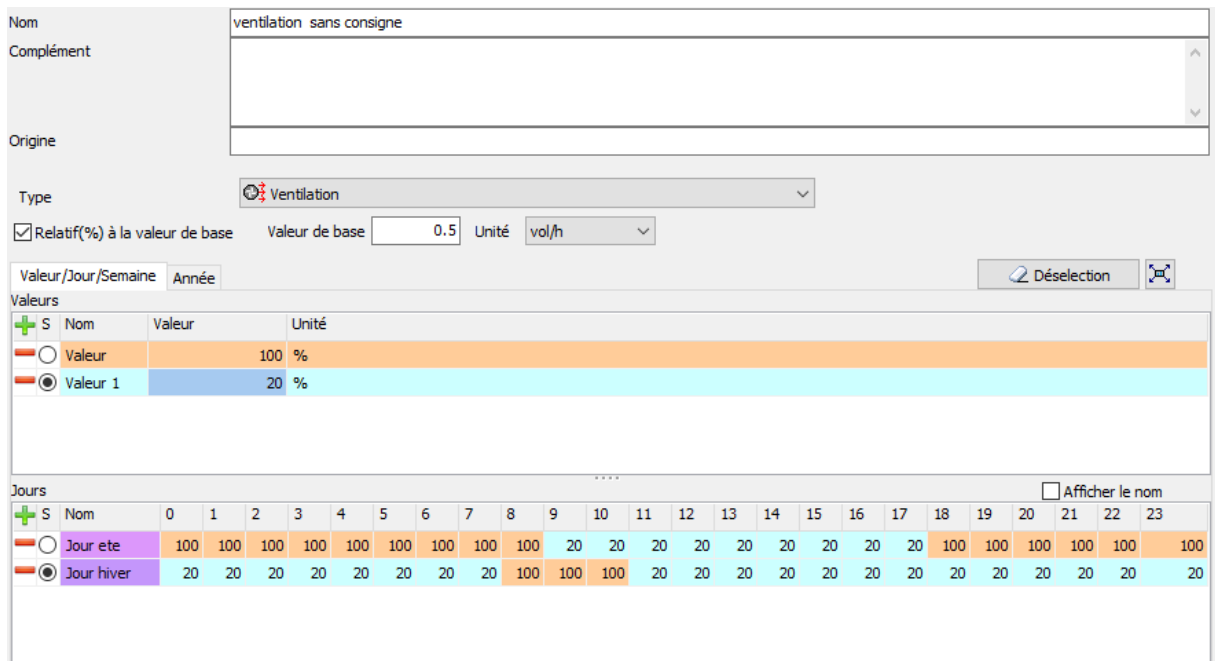 Nom ventilation sans consigne
Complément
Origine
Type Ventilation
Relatif(%) à la valeur de base Valeur de base 0.5 Unité vol/h
Valeur/Jour/Semaine Année Déselection
Valeurs
S Nom Valeur Unité
Valeur 100 %
Valeur 1 20 %
Jours Afficher le nom
S Nom 0 1 2 3 4 5 6 7 8 9 10 11 12 13 14 15 16 17 18 19 20 21 22 23
Jour ete 100 100 100 100 100 100 100 100 100 20 20 20 20 20 20 20 20 20 100 100 100 100 100 100
Jour hiver 20 20 20 20 20 20 20 20 100 100 100 20 20 20 20 20 20 20 20 20 20 20 20 20